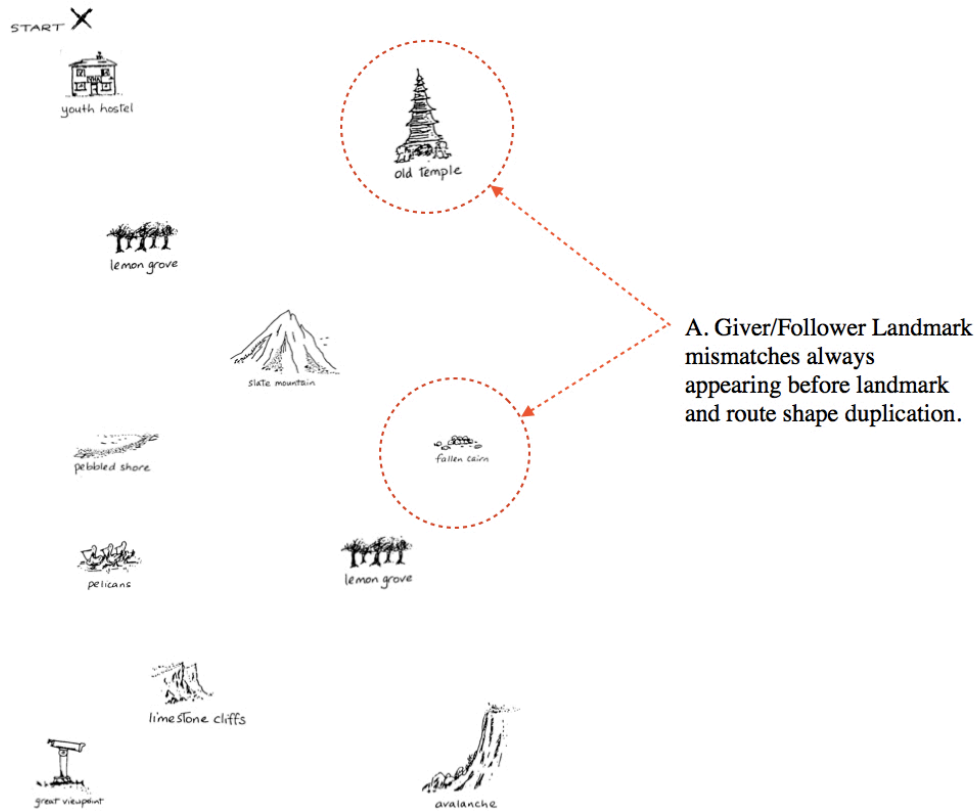 START
youth hostel
old temple
lemon grove
A. Giver/Follower Landmark
mismatches always
appearing before landmark
and route shape duplication.
slate mountain
pebbled shore
fallen cairn
pelicans
lemon grove
limestone cliffs
great viewpoint
avalanche